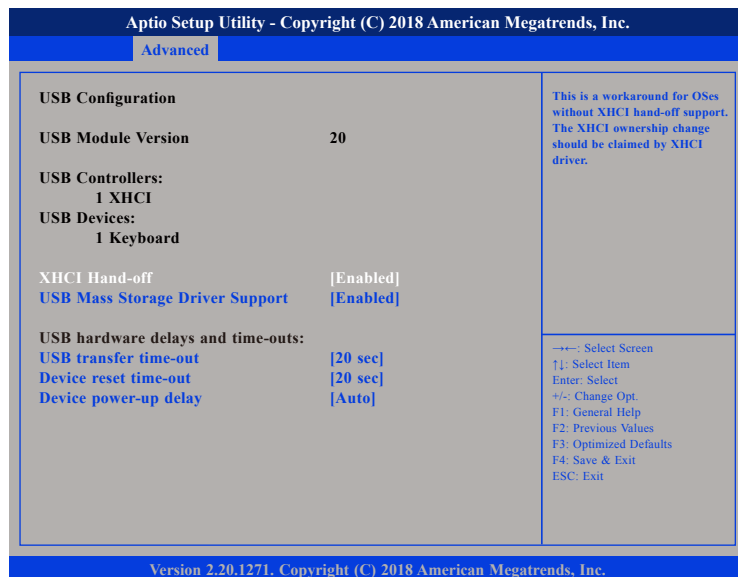 Aptio Setup Utility - Copyright (C) 2018 American Megatrends, Inc.
Advanced
USB Configuration
USB Module Version 20
USB Controllers:
1 XHCI
USB Devices:
1 Keyboard
XHCI Hand-off [Enabled]
USB Mass Storage Driver Support [Enabled]
USB hardware delays and time-outs:
USB transfer time-out [20 sec]
Device reset time-out [20 sec]
Device power-up delay [Auto]
This is a workaround for OSes
without XHCI hand-off support.
The XHCI ownership change
should be claimed by XHCI
driver.
→←: Select Screen
↑↓: Select Item
Enter: Select
+/-: Change Opt.
F1: General Help
F2: Previous Values
F3: Optimized Defaults
F4: Save & Exit
ESC: Exit
Version 2.20.1271. Copyright (C) 2018 American Megatrends, Inc.